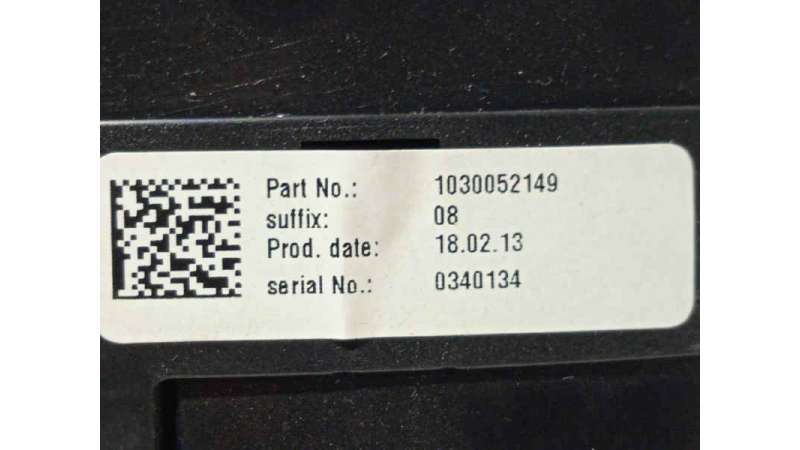 Part No.: 1030052149
suffix: 08
Prod. date: 18.02.13
serial No.: 0340134